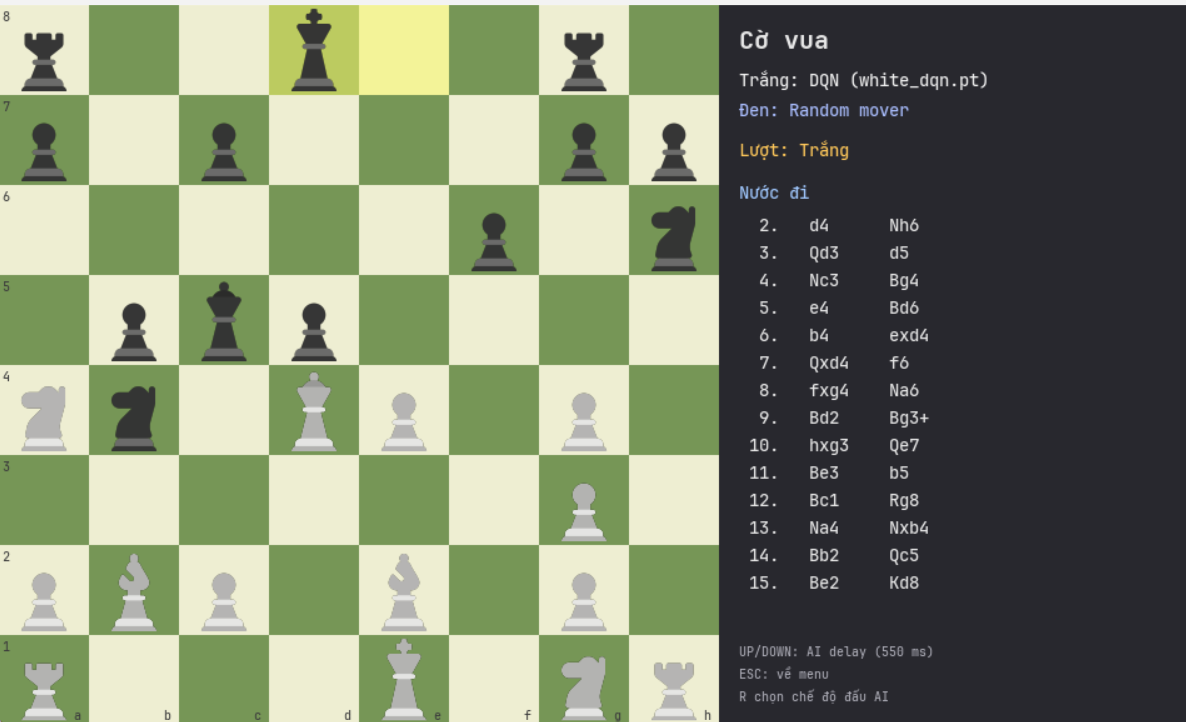 8
7
6
5
4
3
2
1
a b c d e f g h
Cờ vua
Trắng: DQN (white_dqn.pt)
Đen: Random mover
Lượt: Trắng
Nước đi
2. d4 Nh6
3. Qd3 d5
4. Nc3 Bg4
5. e4 Bd6
6. b4 exd4
7. Qxd4 f6
8. fxg4 Na6
9. Bd2 Bg3+
10. hxg3 Qe7
11. Be3 b5
12. Bc1 Rg8
13. Na4 Nxb4
14. Bb2 Qc5
15. Be2 Kd8
UP/DOWN: AI delay (550 ms)
ESC: về menu
R chọn chế độ đấu AI